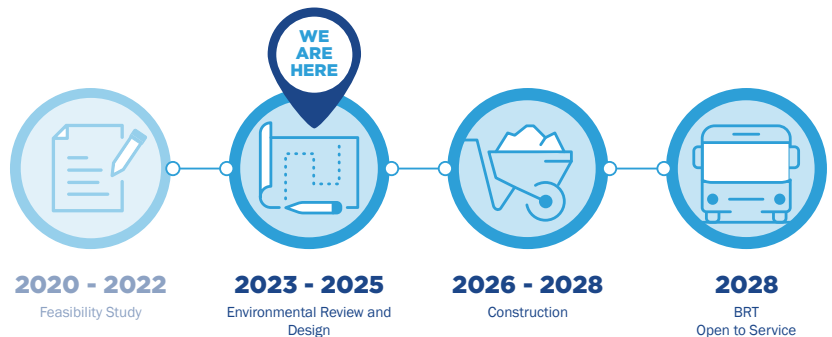 WE
ARE
HERE
2020 - 2022
Feasibility Study
2023 - 2025
Environmental Review and
Design
2026 - 2028
Construction
2028
BRT
Open to Service